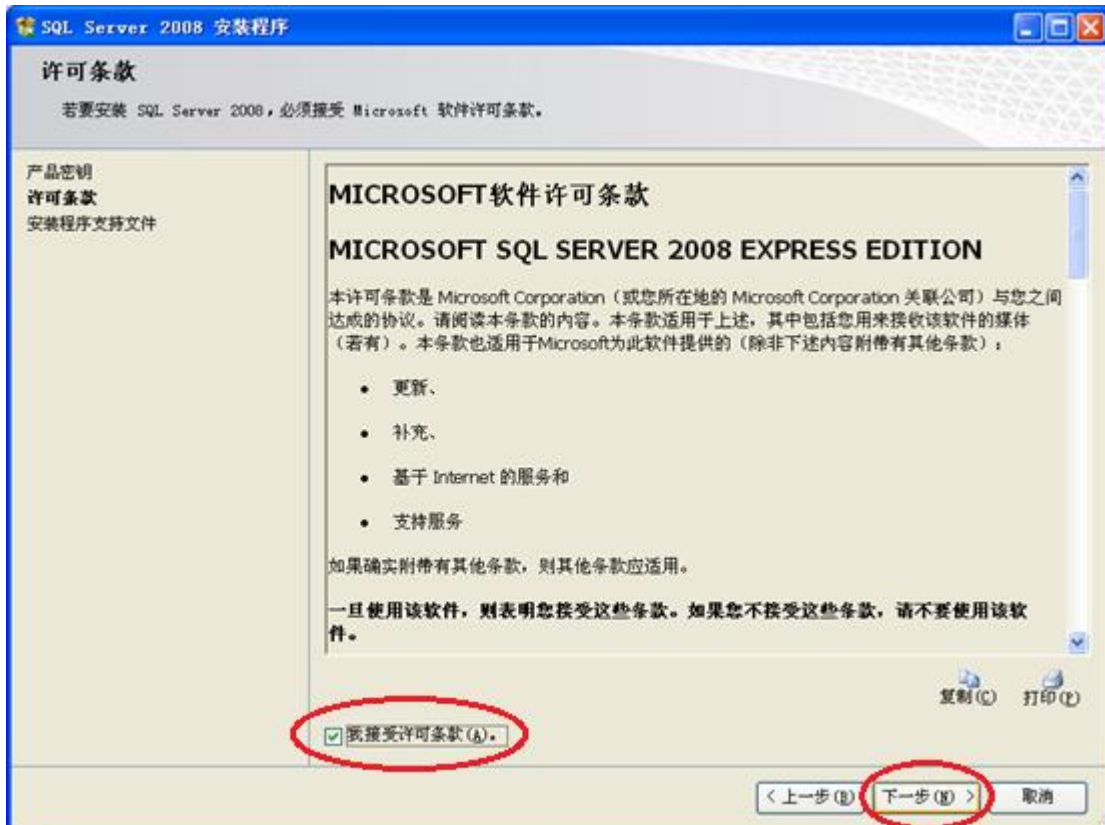 SQL Server 2008 安装程序
许可条款
若要安装 SQL Server 2008，必须接受 Microsoft 软件许可条款。
产品密钥
许可条款
安装程序支持文件
MICROSOFT软件许可条款
MICROSOFT SQL SERVER 2008 EXPRESS EDITION
本许可条款是 Microsoft Corporation（或您所在地的 Microsoft Corporation 关联公司）与您之间
达成的协议。请阅读本条款的内容。本条款适用于上述，其中包括您用来接收该软件的媒体
（若有）。本条款也适用于Microsoft为此软件提供的（除非下述内容附带有其他条款）：
• 更新、
• 补充、
• 基于 Internet 的服务和
• 支持服务
如果确实附带有其他条款，则其他条款应适用。
一旦使用该软件，则表明您接受这些条款。如果您不接受这些条款，请不要使用该软
件。
复制(C) 打印(P)
我接受许可条款(A)。
< 上一步(B) 下一步(N) > 取消